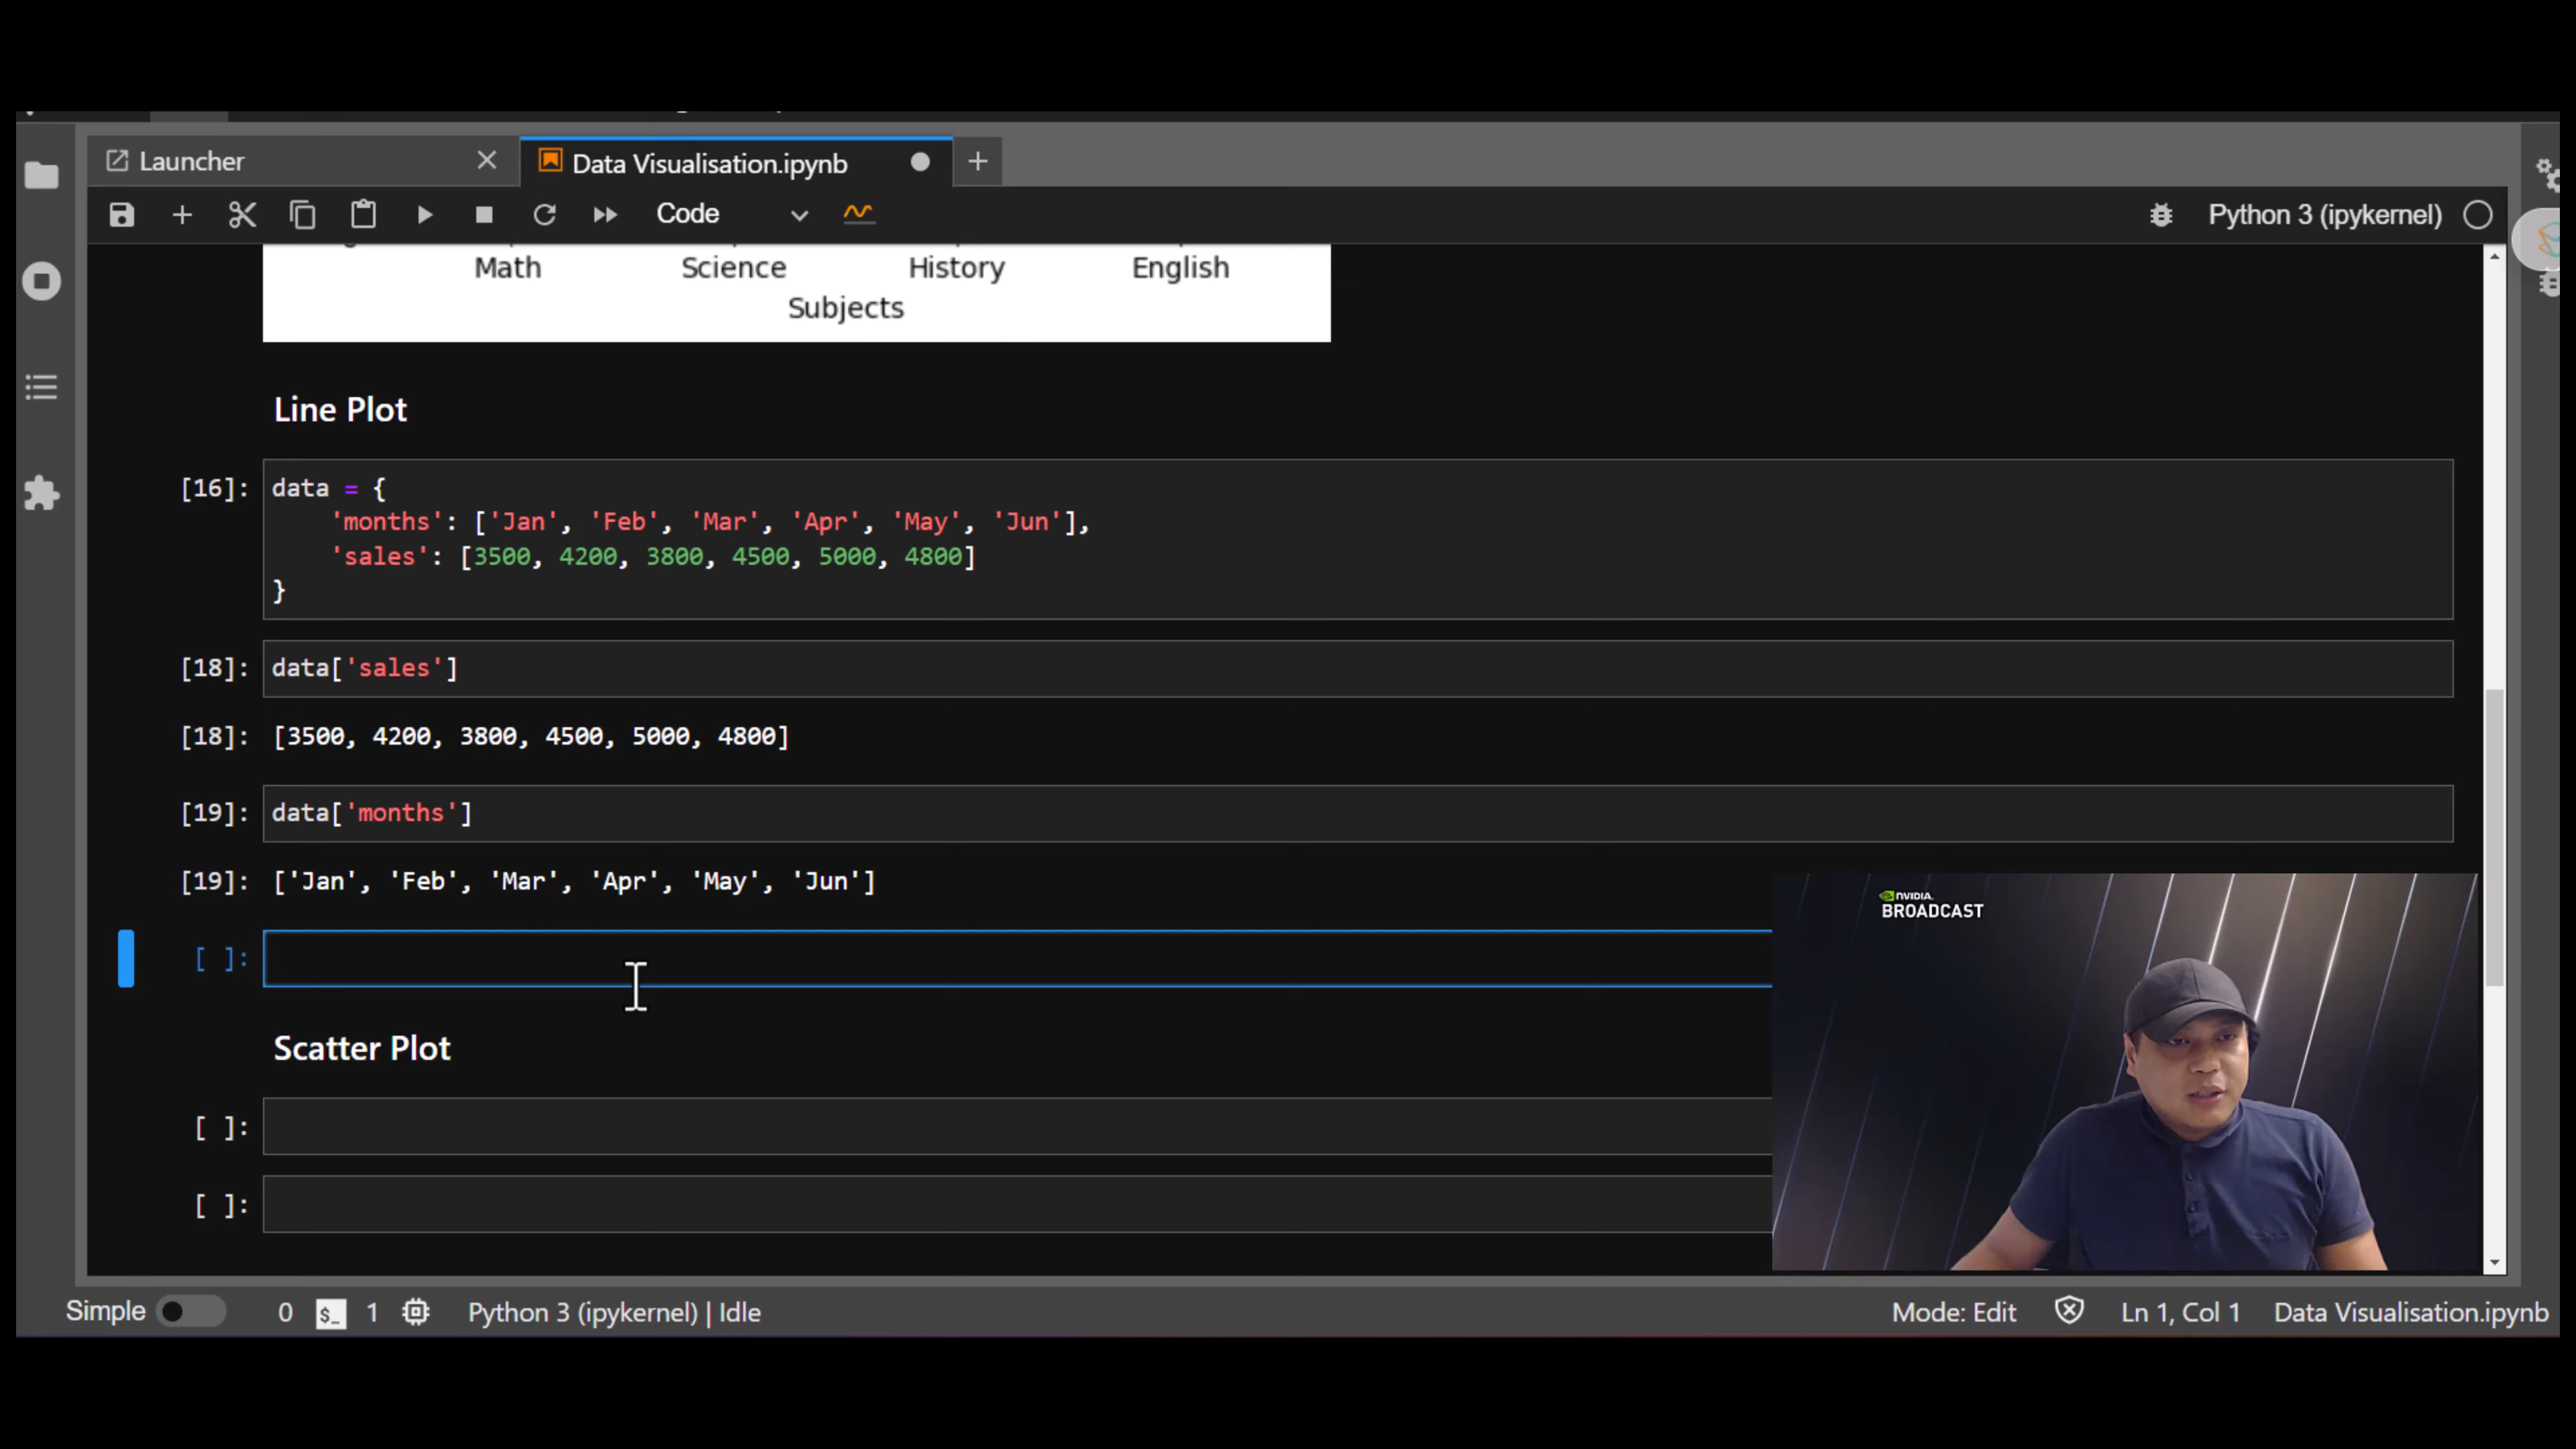 Launcher
Data Visualisation.ipynb
Code
Python 3 (ipykernel)
Math Science History English
Subjects
Line Plot
[16]: data = {
'months': ['Jan', 'Feb', 'Mar', 'Apr', 'May', 'Jun'],
'sales': [3500, 4200, 3800, 4500, 5000, 4800]
}
[18]: data['sales']
[18]: [3500, 4200, 3800, 4500, 5000, 4800]
[19]: data['months']
[19]: ['Jan', 'Feb', 'Mar', 'Apr', 'May', 'Jun']
[ ]:
Scatter Plot
[ ]:
[ ]:
NVIDIA.
BROADCAST
Simple 0 $_ 1 Python 3 (ipykernel) | Idle Mode: Edit Ln 1, Col 1 Data Visualisation.ipynb